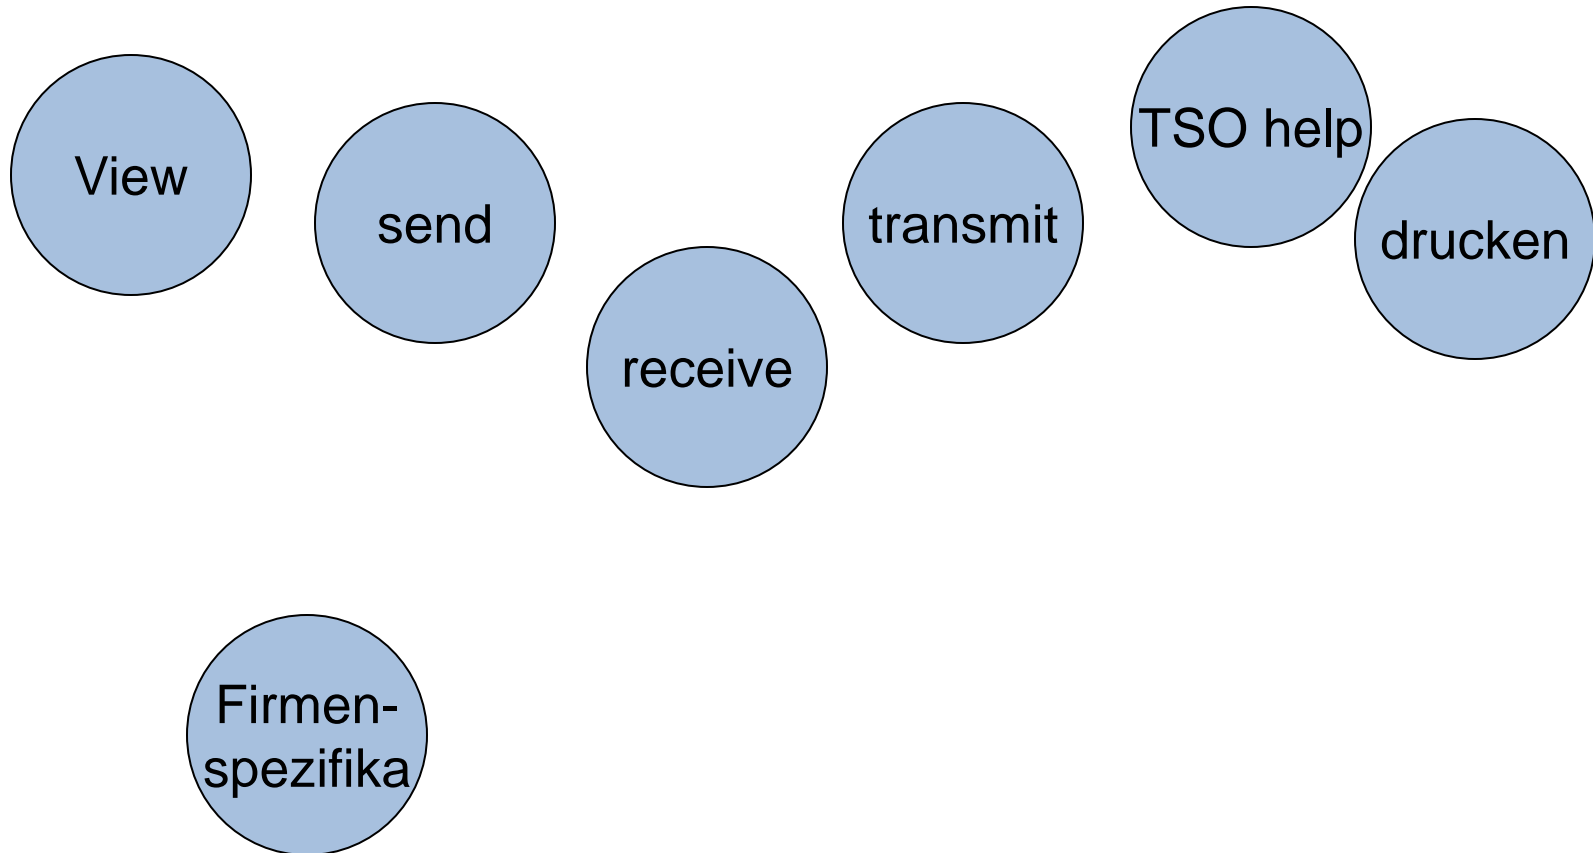 View
send
receive
transmit
TSO help
drucken
Firmen-
spezifika